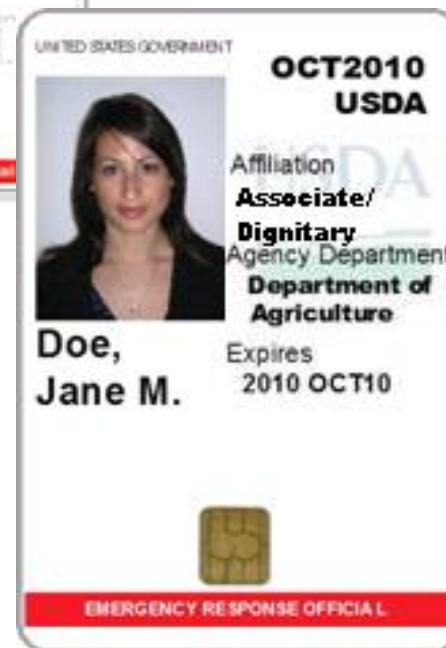 UNITED STATES GOVERNMENT
OCT2010
USDA
Affiliation
USDA
Associate/
Dignitary
Agency Department
Department of
Agriculture
Doe,
Jane M.
Expires
2010 OCT10
EMERGENCY RESPONSE OFFICIAL